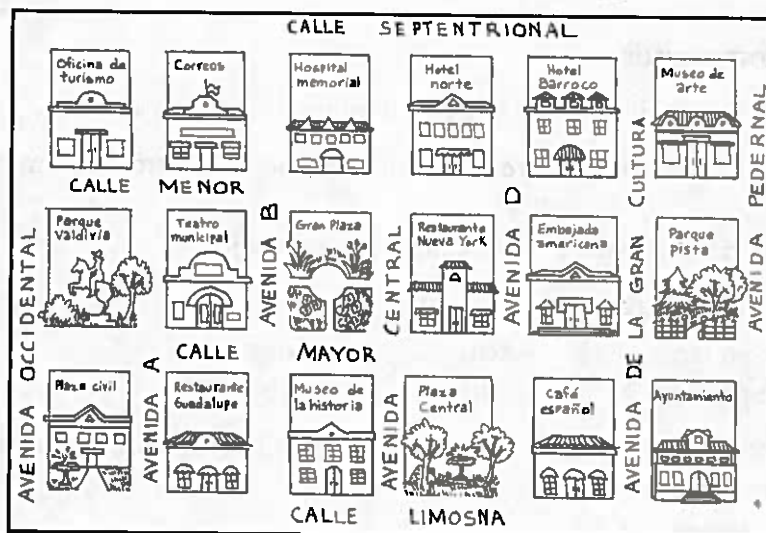 CALLE SEPTENTRIONAL
Oficina de
turismo
Correos
Hospital
memorial
Hotel
norte
Hotel
Barroco
Museo de
arte
CALLE MENOR
Parque
Valdivia
Teatro
municipal
Gran Plaza
Restaurante
Nueva York
Embajada
americana
Parque
Pista
CALLE MAYOR
Plaza civil
Restaurante
Guadalupe
Museo de
la historia
Plaza
Central
Café
español
Ayuntamiento
CALLE LIMOSNA
AVENIDA OCCIDENTAL
AVENIDA A
AVENIDA B
AVENIDA CENTRAL
AVENIDA D
AVENIDA DE LA GRAN CULTURA
AVENIDA PEDERNAL